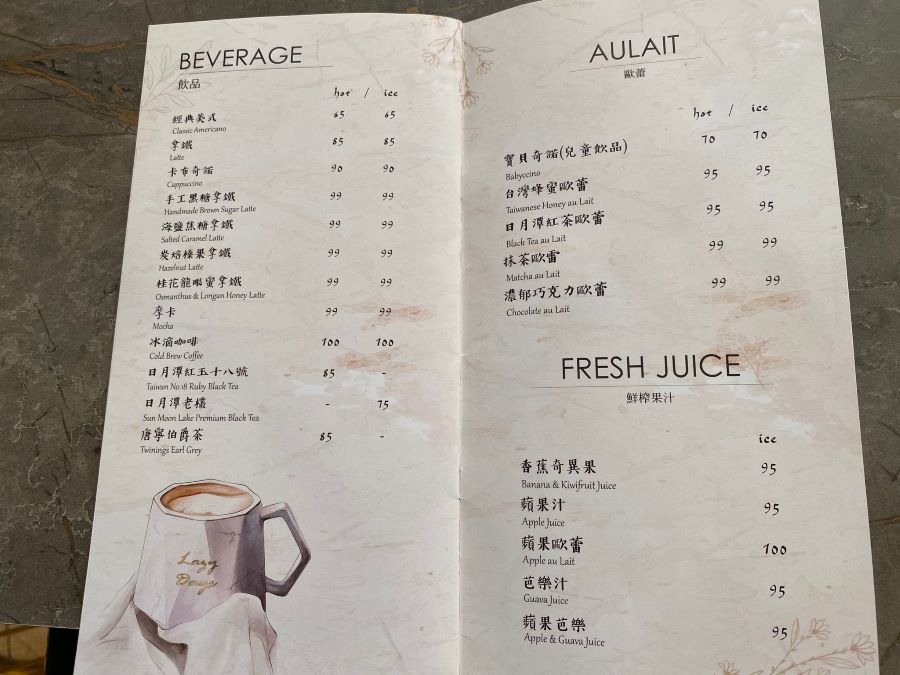 BEVERAGE
飲品
hot / ice
經典美式 65 65
Classic Americano
拿鐵 85 85
Latte
卡布奇諾 90 90
Cappuccino
手工黑糖拿鐵 99 99
Handmade Brown Sugar Latte
海鹽焦糖拿鐵 99 99
Salted Caramel Latte
炭焙榛果拿鐵 99 99
Hazelnut Latte
桂花龍眼蜜拿鐵 99 99
Osmanthus & Longan Honey Latte
摩卡 99 99
Mocha
冰滴咖啡 100 100
Cold Brew Coffee
日月潭紅玉十八號 85 -
Taiwan No.18 Ruby Black Tea
日月潭老欉 - 75
Sun Moon Lake Premium Black Tea
唐寧伯爵茶 85 -
Twinings Earl Grey
Lazy
Days
AULAIT
歐蕾
hot / ice
寶貝奇諾(兒童飲品) 70 70
Babyccino
台灣蜂蜜歐蕾 95 95
Taiwanese Honey au Lait
日月潭紅茶歐蕾 95 95
Black Tea au Lait
抹茶歐雷 99 99
Matcha au Lait
濃郁巧克力歐蕾 99 99
Chocolate au Lait
FRESH JUICE
鮮榨果汁
ice
香蕉奇異果 95
Banana & Kiwifruit Juice
蘋果汁 95
Apple Juice
蘋果歐蕾 100
Apple au Lait
芭樂汁 95
Guava Juice
蘋果芭樂 95
Apple & Guava Juice